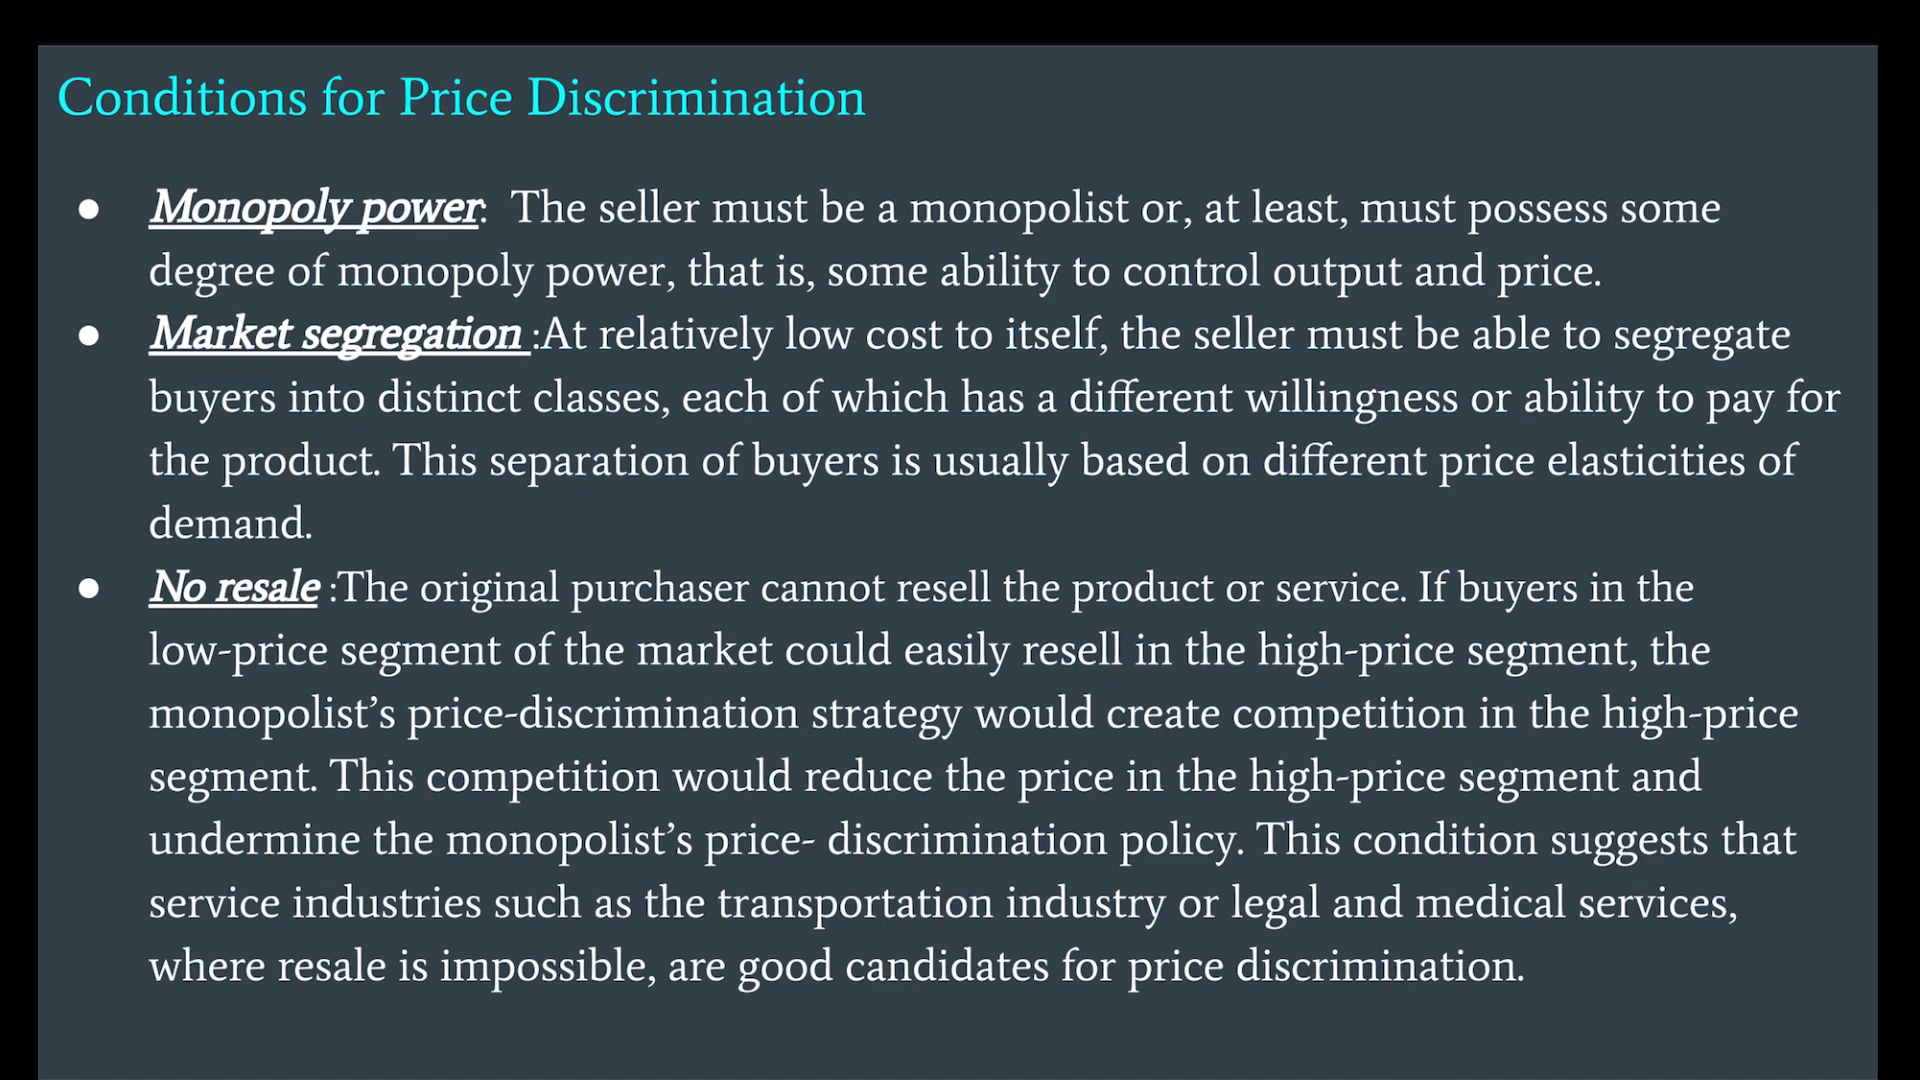 Conditions for Price Discrimination
● Monopoly power:  The seller must be a monopolist or, at least, must possess some
degree of monopoly power, that is, some ability to control output and price.
● Market segregation :At relatively low cost to itself, the seller must be able to segregate
buyers into distinct classes, each of which has a different willingness or ability to pay for
the product. This separation of buyers is usually based on different price elasticities of
demand.
● No resale :The original purchaser cannot resell the product or service. If buyers in the
low-price segment of the market could easily resell in the high-price segment, the
monopolist’s price-discrimination strategy would create competition in the high-price
segment. This competition would reduce the price in the high-price segment and
undermine the monopolist’s price- discrimination policy. This condition suggests that
service industries such as the transportation industry or legal and medical services,
where resale is impossible, are good candidates for price discrimination.